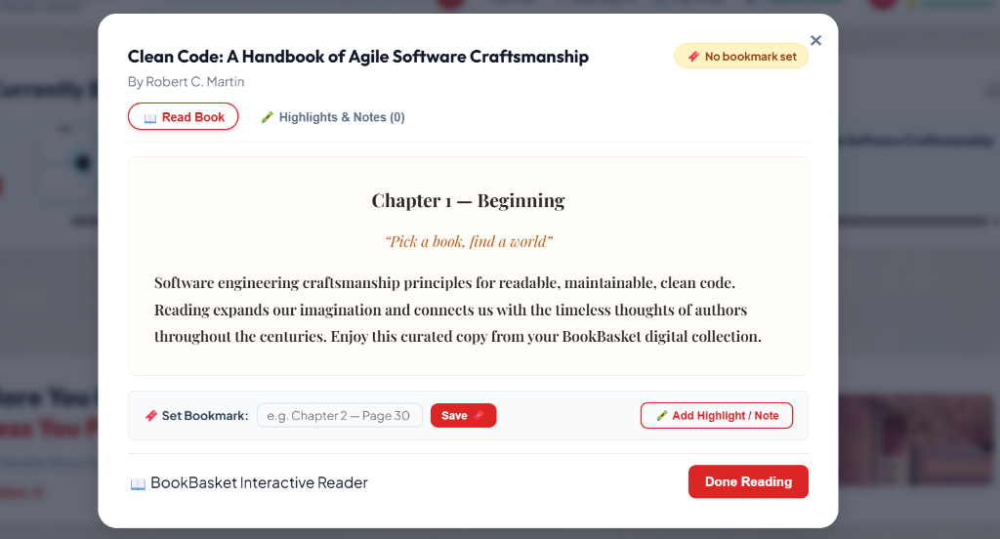 Clean Code: A Handbook of Agile Software Craftsmanship
No bookmark set
By Robert C. Martin
Read Book
Highlights & Notes (0)
Chapter 1 — Beginning
“Pick a book, find a world”
Software engineering craftsmanship principles for readable, maintainable, clean code.
Reading expands our imagination and connects us with the timeless thoughts of authors
throughout the centuries. Enjoy this curated copy from your BookBasket digital collection.
Set Bookmark:
e.g. Chapter 2 — Page 30
Save
Add Highlight / Note
BookBasket Interactive Reader
Done Reading